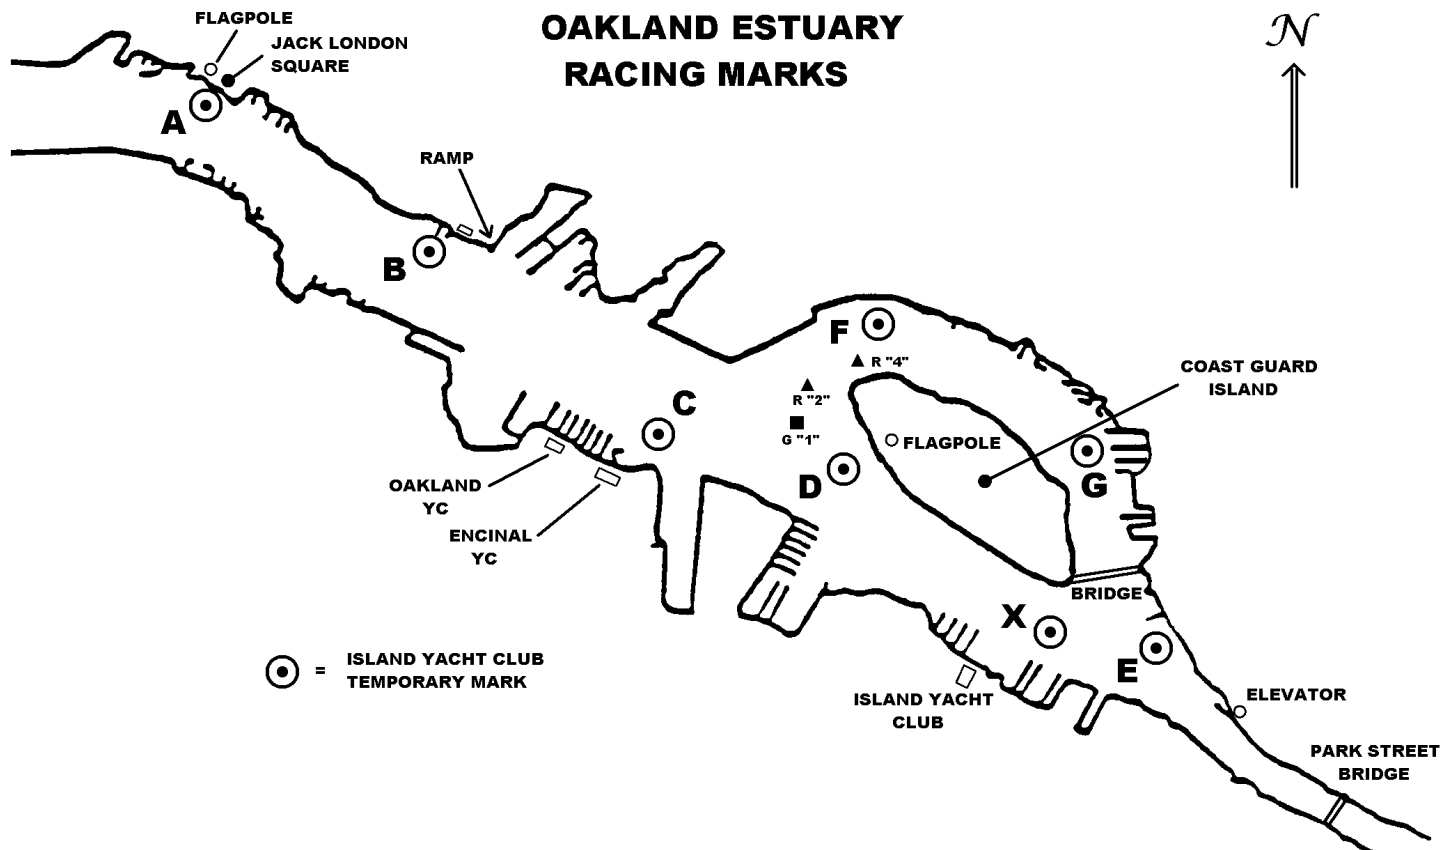 OAKLAND ESTUARY
RACING MARKS
N
FLAGPOLE
JACK LONDON
SQUARE
A
RAMP
B
F
R "4"
COAST GUARD
ISLAND
R "2"
C
G "1"
FLAGPOLE
D
G
OAKLAND
YC
ENCINAL
YC
BRIDGE
X
E
= ISLAND YACHT CLUB
TEMPORARY MARK
ISLAND YACHT
CLUB
ELEVATOR
PARK STREET
BRIDGE